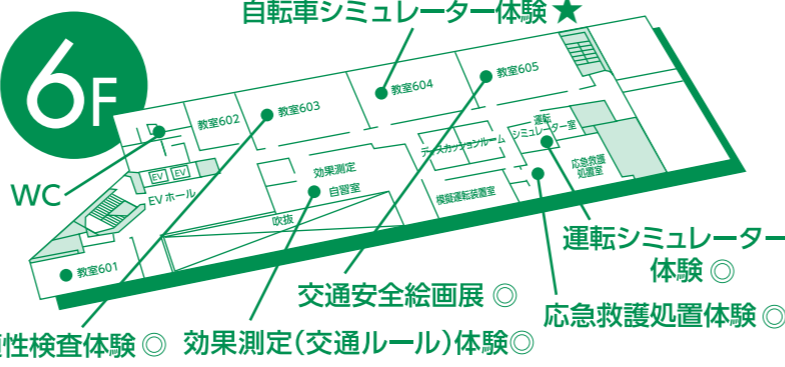 自転車シミュレーター体験★
6F
教室605
教室604
教室603
教室602
運転
シミュレーター室
ディスカッションルーム
WC
EV EV
EVホール
効果測定
自習室
応急救護
処置室
模擬運転装置室
吹抜
教室601
運転シミュレーター
体験◎
交通安全絵画展◎
応急救護処置体験◎
性検査体験◎
効果測定(交通ルール)体験◎